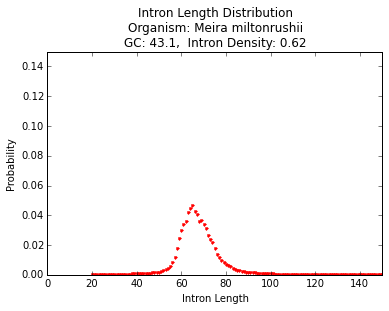 Intron Length Distribution
Organism: Meira miltonrushii
GC: 43.1,  Intron Density: 0.62
0.14
0.12
0.10
0.08
0.06
0.04
0.02
0.00
Probability
0 20 40 60 80 100 120 140
Intron Length